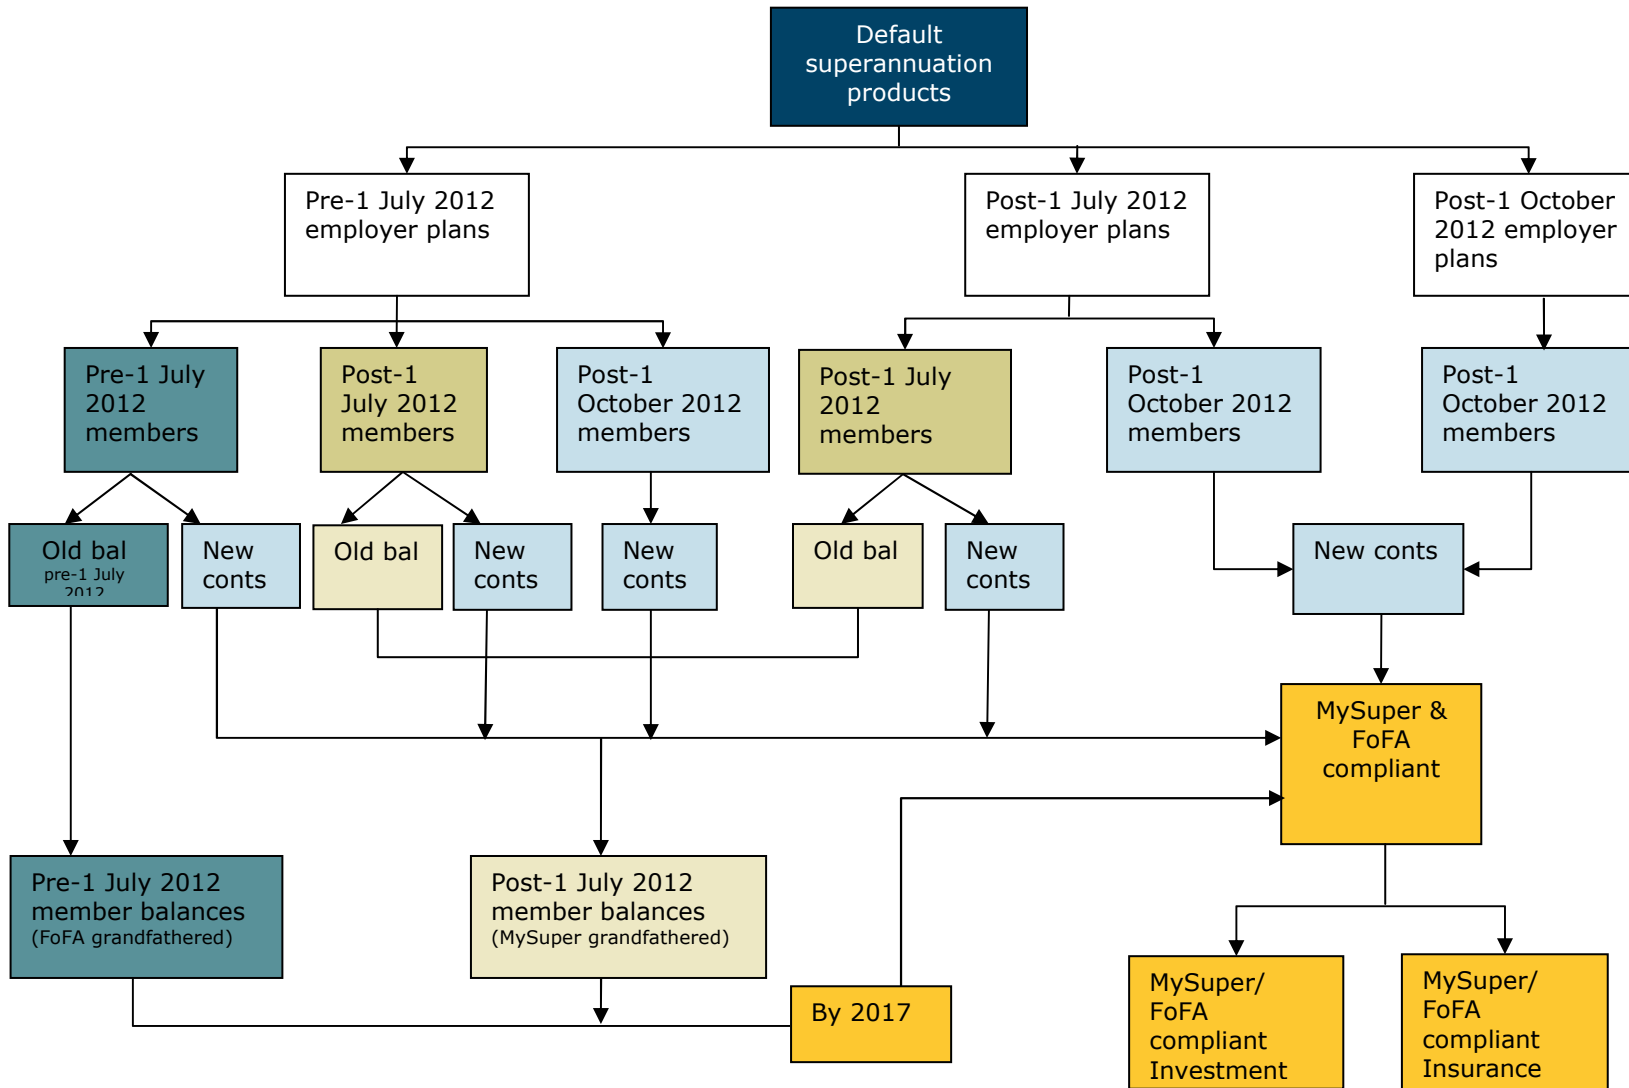 Default
superannuation
products
Pre-1 July 2012
employer plans
Post-1 July 2012
employer plans
Post-1 October
2012 employer
plans
Pre-1 July
2012
members
Post-1
July 2012
members
Post-1
October 2012
members
Post-1 July
2012
members
Post-1
October 2012
members
Post-1
October 2012
members
Old bal
pre-1 July
2012
New
conts
Old bal
New
conts
New
conts
Old bal
New
conts
New conts
MySuper &
FoFA
compliant
Pre-1 July 2012
member balances
(FoFA grandfathered)
Post-1 July 2012
member balances
(MySuper grandfathered)
By 2017
MySuper/
FoFA
compliant
Investment
MySuper/
FoFA
compliant
Insurance